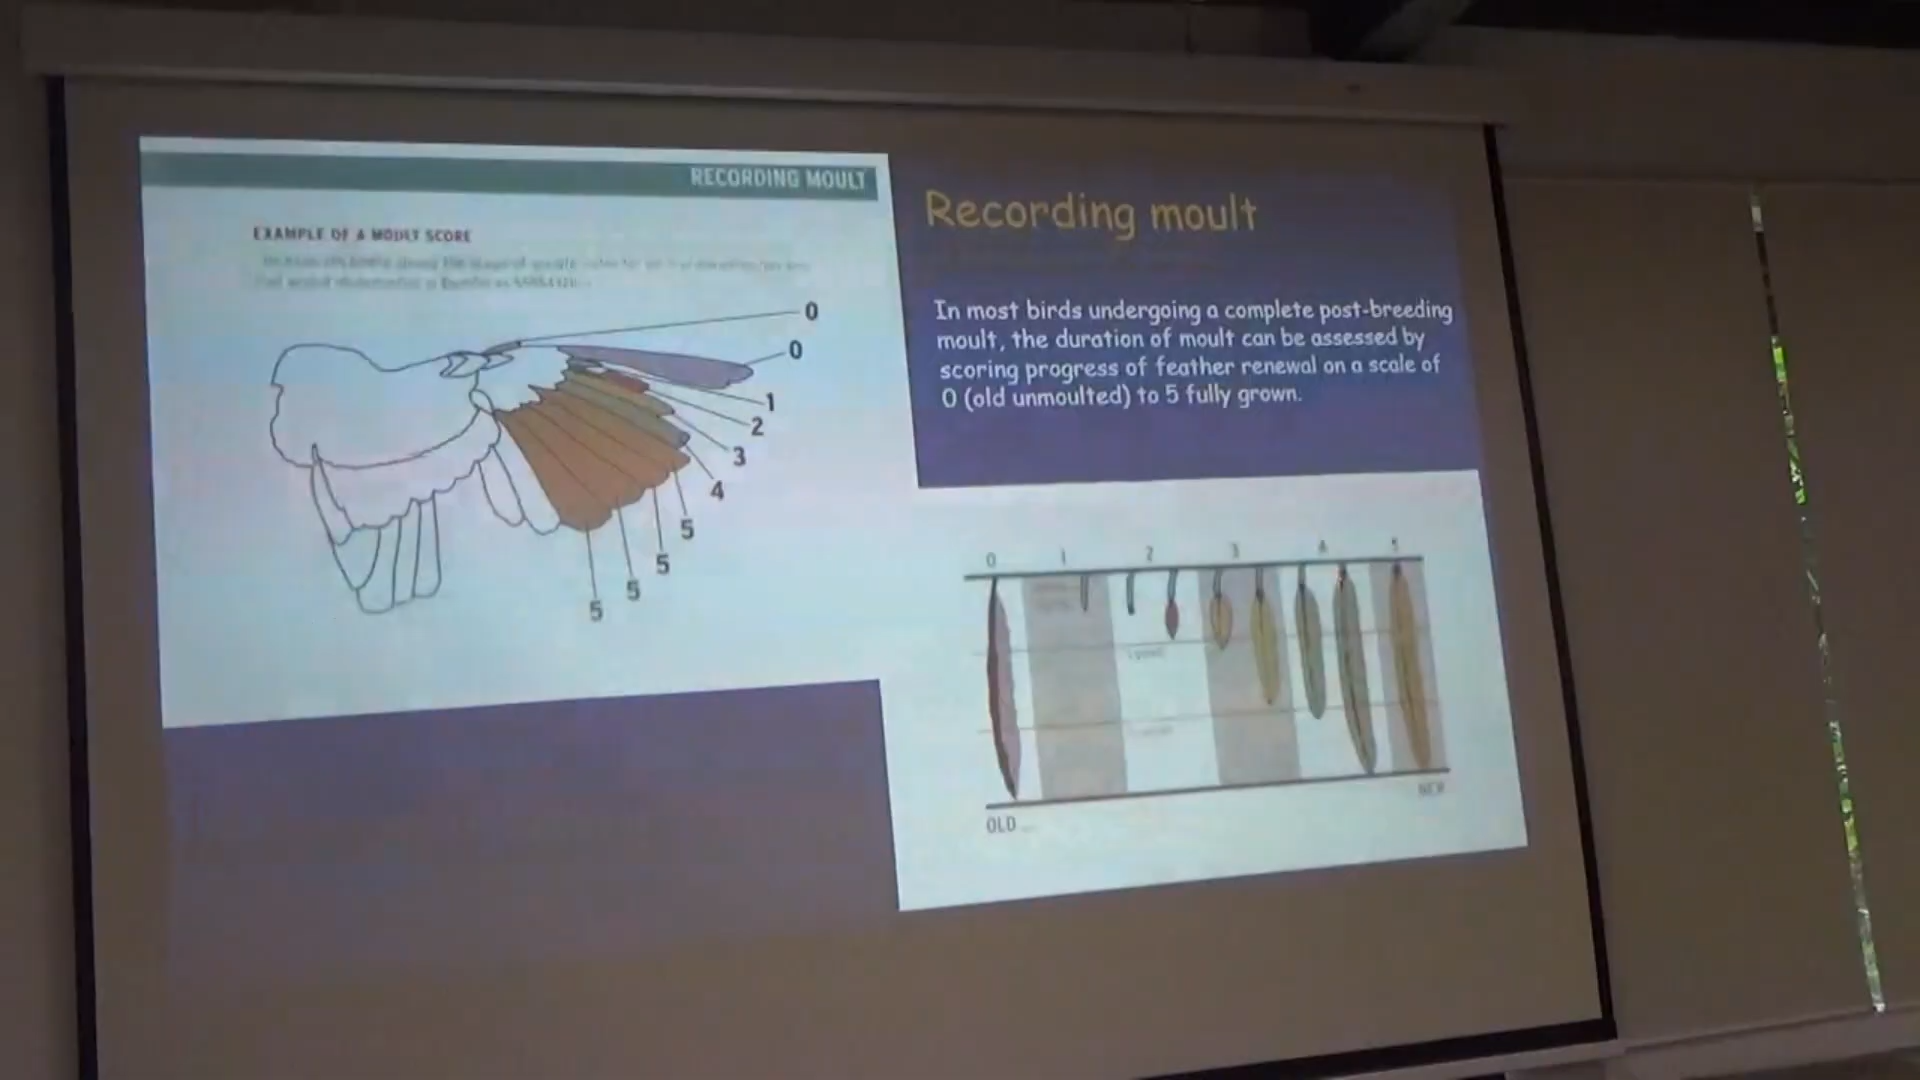 RECORDING MOULT
EXAMPLE OF A MOULT SCORE
0
0
1
2
3
4
5
5
5
5
Recording moult
In most birds undergoing a complete post-breeding
moult, the duration of moult can be assessed by
scoring progress of feather renewal on a scale of
0 (old unmoulted) to 5 fully grown.
0 1 2 3 4 5
NEW
OLD